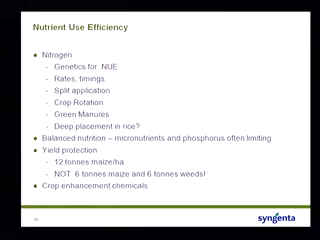 Nutrient Use Efficiency
● Nitrogen
- Genetics for NUE
- Rates, timings
- Split application
- Crop Rotation
- Green Manures
- Deep placement in rice?
● Balanced nutrition – micronutrients and phosphorus often limiting
● Yield protection
- 12 tonnes maize/ha
- NOT 6 tonnes maize and 6 tonnes weeds!
● Crop enhancement chemicals
syngenta